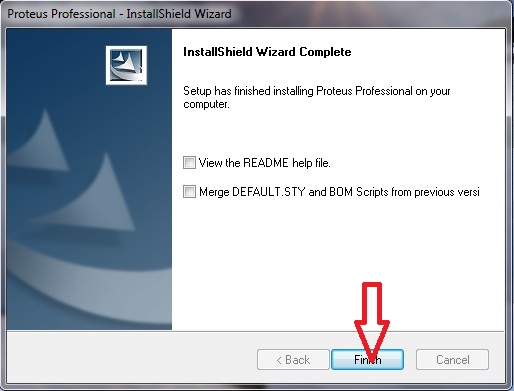 Proteus Professional - InstallShield Wizard
InstallShield Wizard Complete
Setup has finished installing Proteus Professional on your
computer.
View the README help file.
Merge DEFAULT.STY and BOM Scripts from previous versi
< Back Finish Cancel